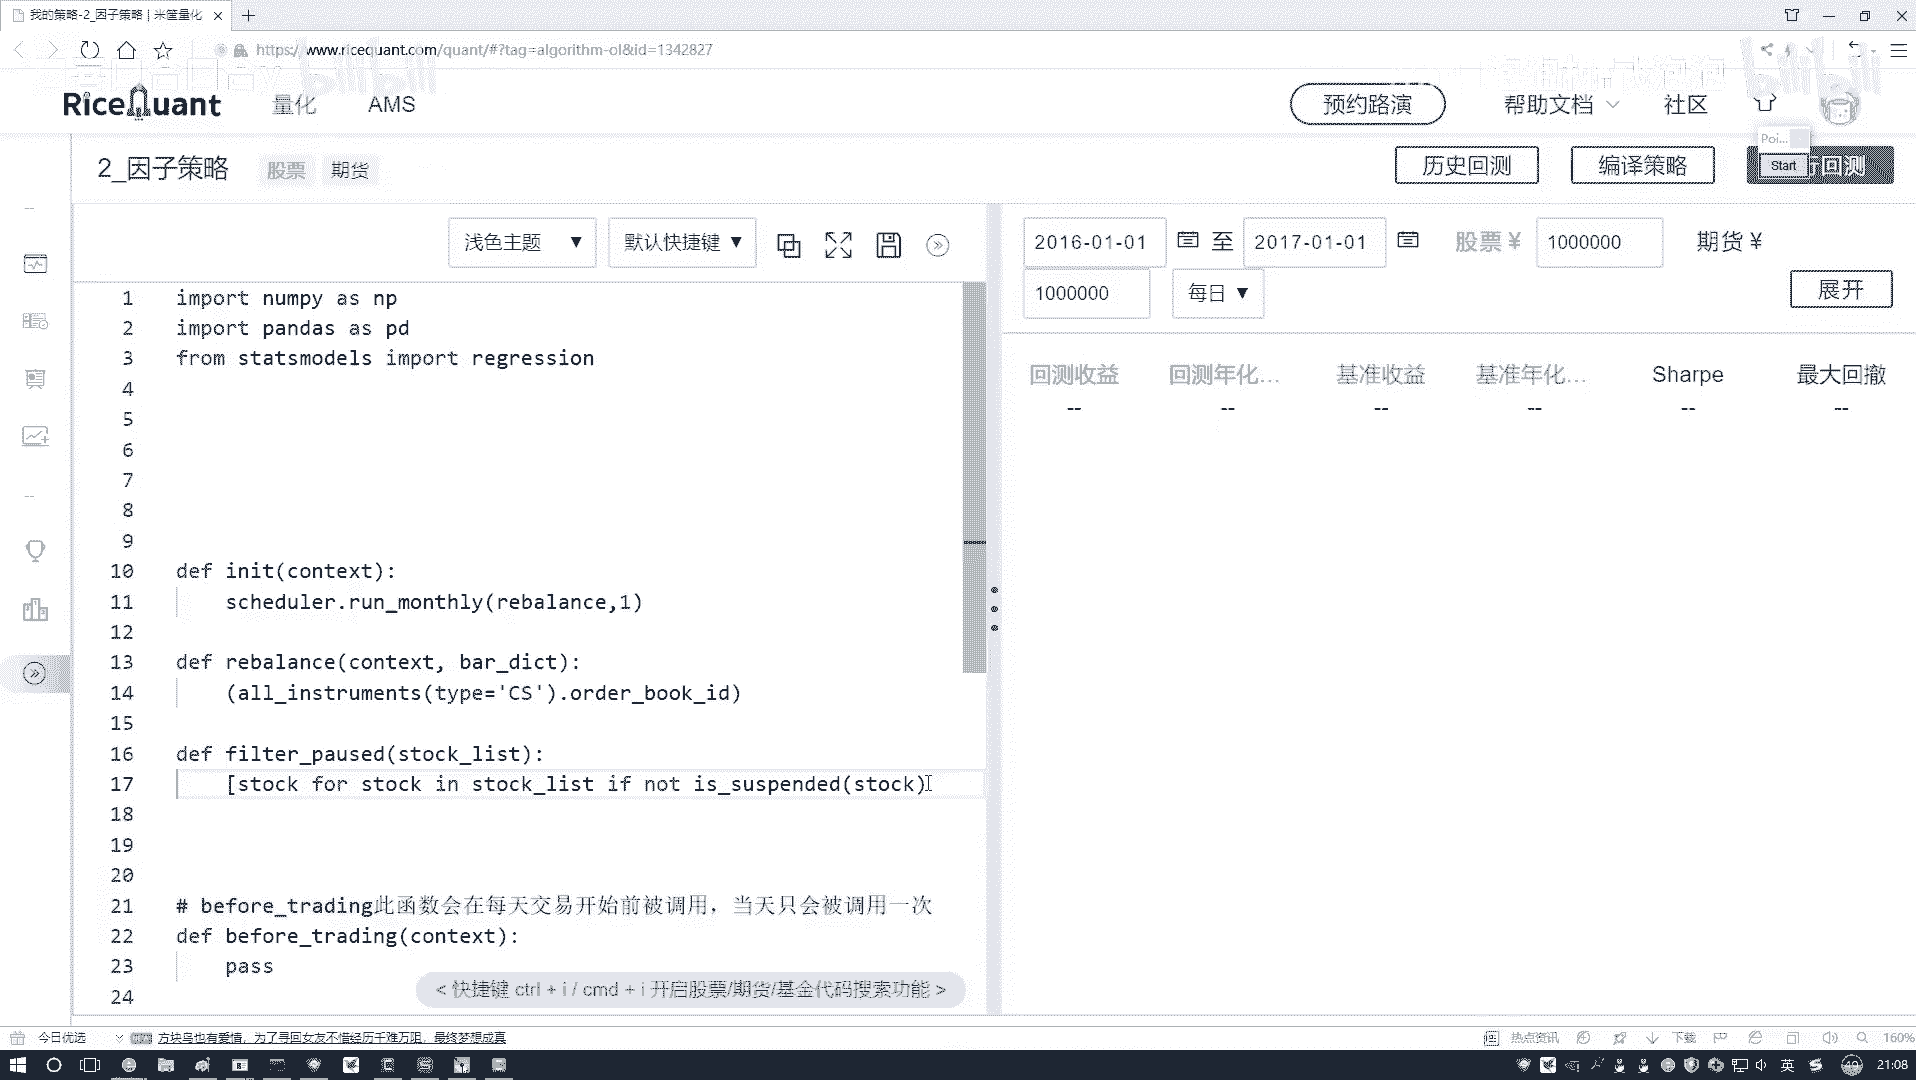 我的策略-2_因子策略 | 米筐量化
https://www.ricequant.com/quant/#?tag=algorithm-ol&id=1342827
bilibili
RiceQuant 量化 AMS 预约路演 帮助文档 社区
Poi...
2_因子策略 股票 期货 历史回测 编译策略 Start 回测
浅色主题 ▼ 默认快捷键 ▼
2016-01-01 至 2017-01-01 股票 ¥ 1000000 期货 ¥
1000000 每日 ▼ 展开
回测收益 回测年化... 基准收益 基准年化... Sharpe 最大回撤
-- -- -- -- -- --
1 import numpy as np
2 import pandas as pd
3 from statsmodels import regression
4
5
6
7
8
9
10 def init(context):
11 scheduler.run_monthly(rebalance,1)
12
13 def rebalance(context, bar_dict):
14 (all_instruments(type='CS').order_book_id)
15
16 def filter_paused(stock_list):
17 [stock for stock in stock_list if not is_suspended(stock)
18
19
20
21 # before_trading此函数会在每天交易开始前被调用，当天只会被调用一次
22 def before_trading(context):
23 pass
24
< 快捷键 ctrl + i / cmd + i 开启股票/期货/基金代码搜索功能 >
今日优选 方块鸟也有爱情，为了寻回女友不惜经历千难万阻，最终梦想成真 热点资讯 下载 160%
英 49 21:08